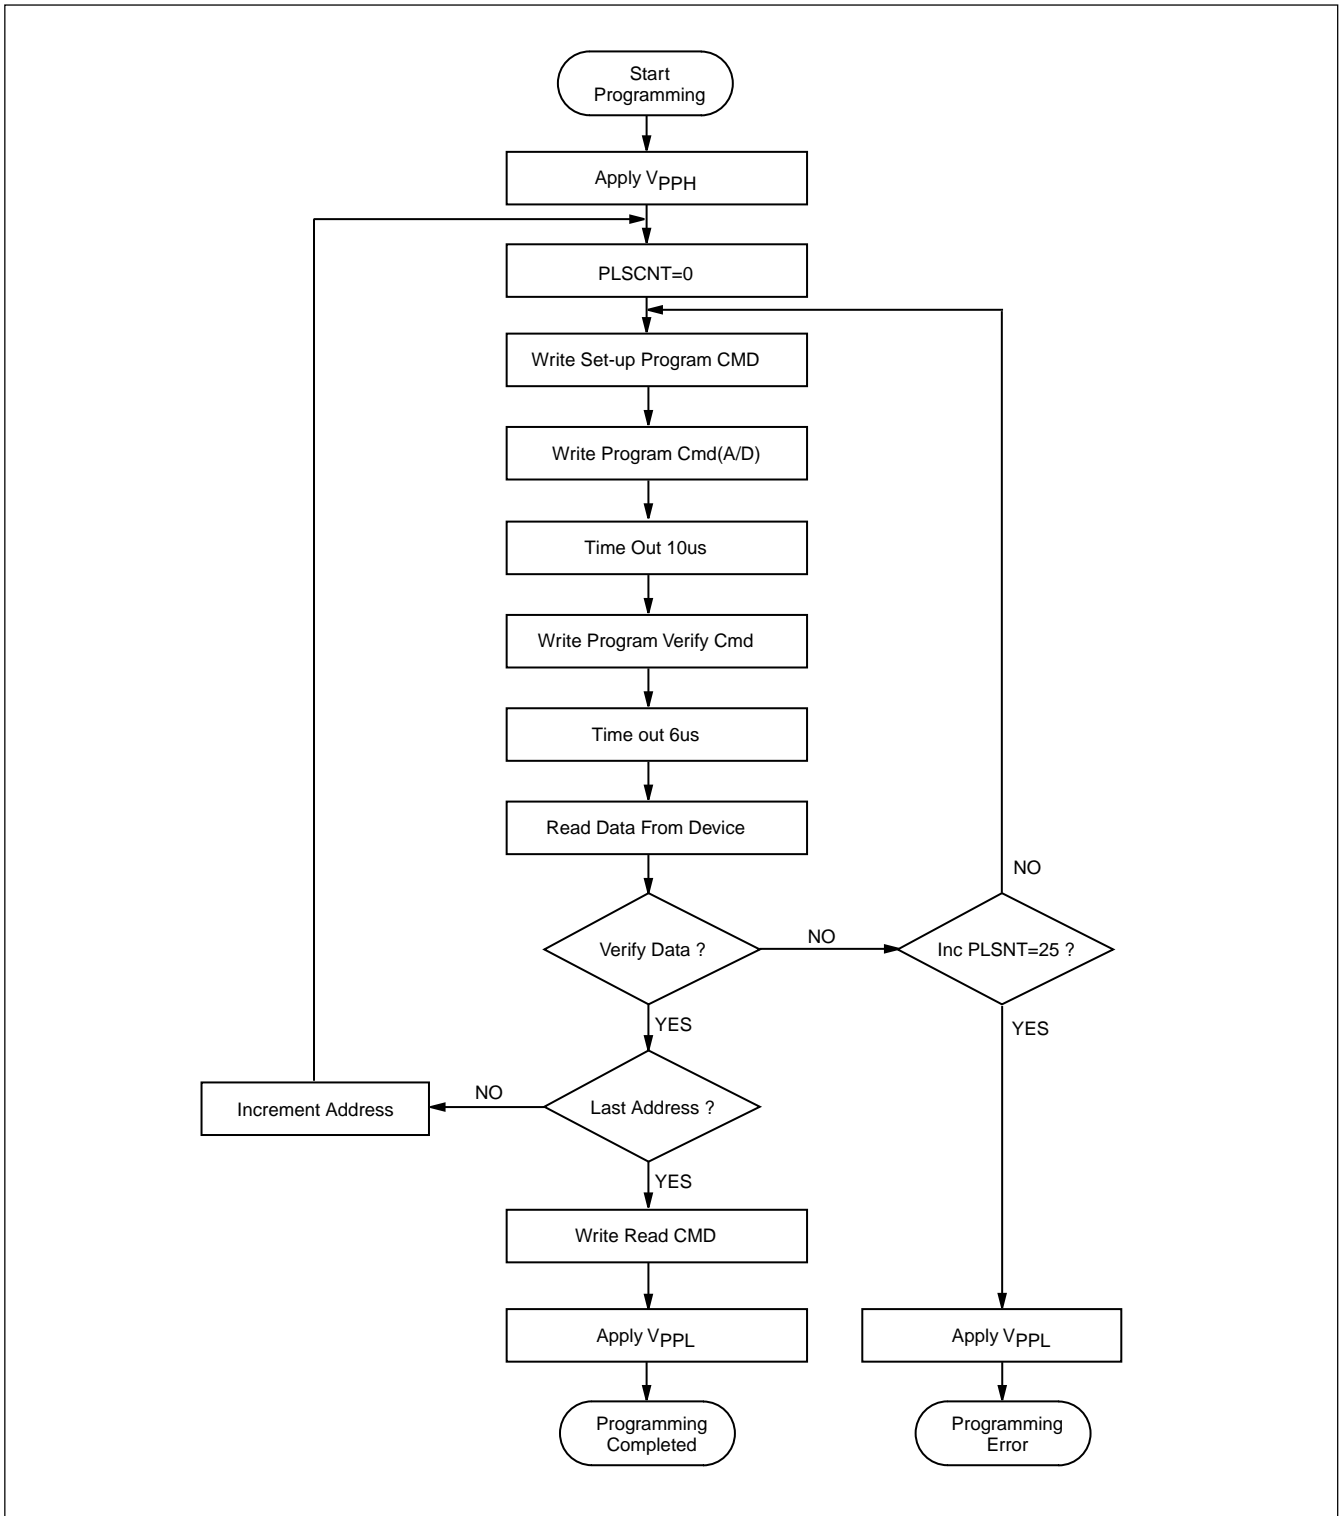 Start
Programming
Apply VPPH
PLSCNT=0
Write Set-up Program CMD
Write Program Cmd(A/D)
Time Out 10us
Write Program Verify Cmd
Time out 6us
Read Data From Device
NO
Verify Data ?
NO
Inc PLSNT=25 ?
YES
YES
Increment Address
NO
Last Address ?
YES
Write Read CMD
Apply VPPL
Apply VPPL
Programming
Completed
Programming
Error